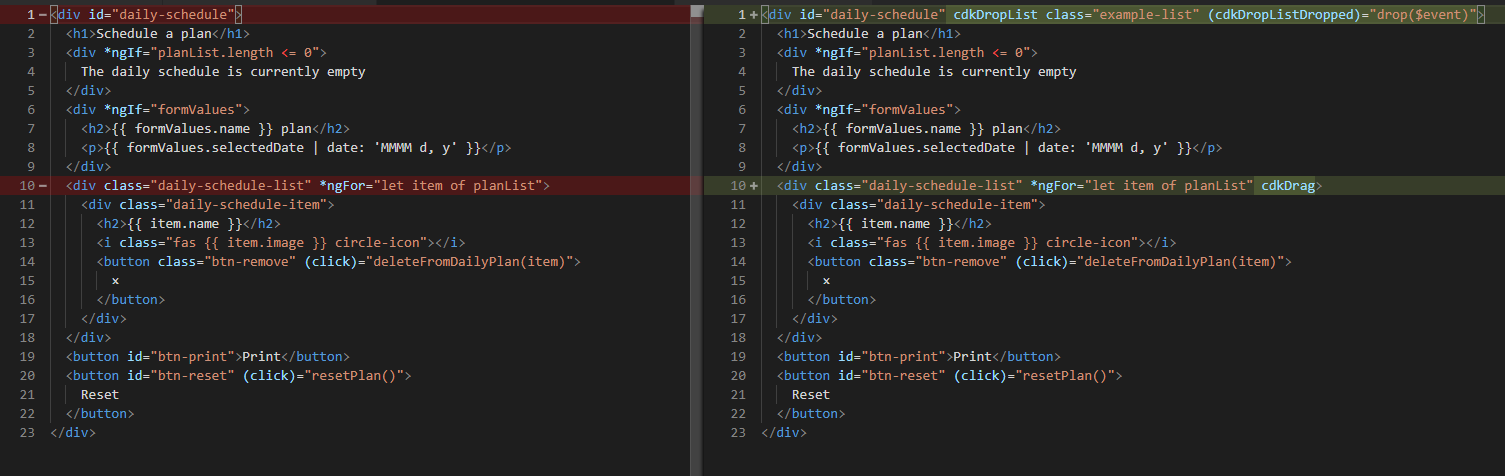 1 − <div id="daily-schedule">
2 <h1>Schedule a plan</h1>
3 <div *ngIf="planList.length <= 0">
4 The daily schedule is currently empty
5 </div>
6 <div *ngIf="formValues">
7 <h2>{{ formValues.name }} plan</h2>
8 <p>{{ formValues.selectedDate | date: 'MMMM d, y' }}</p>
9 </div>
10 − <div class="daily-schedule-list" *ngFor="let item of planList">
11 <div class="daily-schedule-item">
12 <h2>{{ item.name }}</h2>
13 <i class="fas {{ item.image }} circle-icon"></i>
14 <button class="btn-remove" (click)="deleteFromDailyPlan(item)">
15 x
16 </button>
17 </div>
18 </div>
19 <button id="btn-print">Print</button>
20 <button id="btn-reset" (click)="resetPlan()">
21 Reset
22 </button>
23 </div>
1 + <div id="daily-schedule" cdkDropList class="example-list" (cdkDropListDropped)="drop($event)">
2 <h1>Schedule a plan</h1>
3 <div *ngIf="planList.length <= 0">
4 The daily schedule is currently empty
5 </div>
6 <div *ngIf="formValues">
7 <h2>{{ formValues.name }} plan</h2>
8 <p>{{ formValues.selectedDate | date: 'MMMM d, y' }}</p>
9 </div>
10 + <div class="daily-schedule-list" *ngFor="let item of planList" cdkDrag>
11 <div class="daily-schedule-item">
12 <h2>{{ item.name }}</h2>
13 <i class="fas {{ item.image }} circle-icon"></i>
14 <button class="btn-remove" (click)="deleteFromDailyPlan(item)">
15 x
16 </button>
17 </div>
18 </div>
19 <button id="btn-print">Print</button>
20 <button id="btn-reset" (click)="resetPlan()">
21 Reset
22 </button>
23 </div>